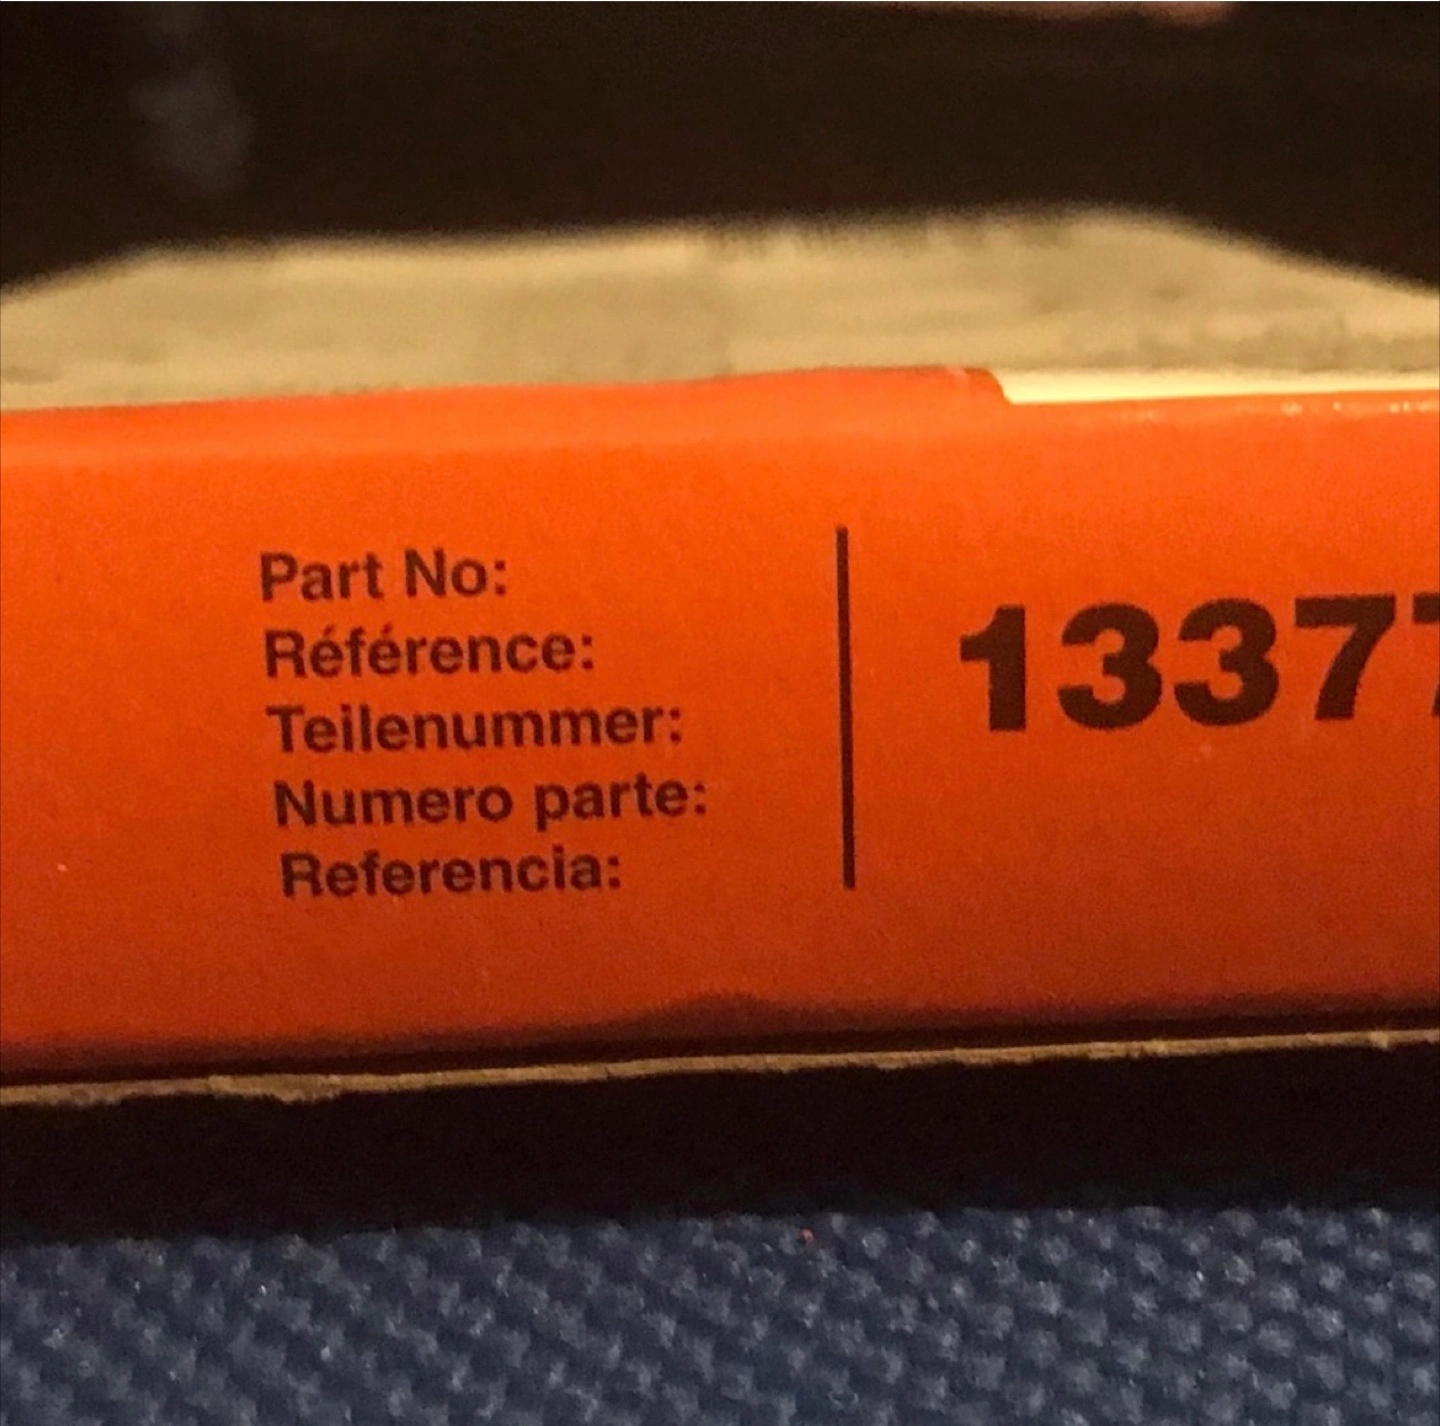 Part No:
Référence:
Teilenummer:
Numero parte:
Referencia:
1337